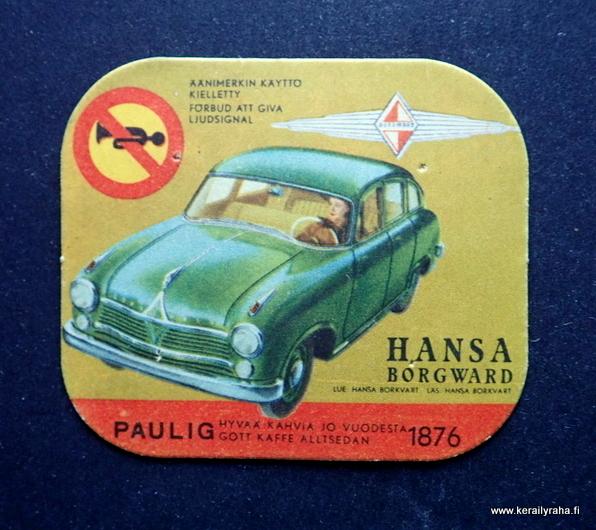 ÄÄNIMERKIN KÄYTTÖ
KIELLETTY
FÖRBUD ATT GIVA
LJUDSIGNAL
BORGWARD
HANSA
BORGWARD
LUE: HANSA BORKVART LÄS: HANSA BORKVART
PAULIG
HYVÄÄ KAHVIA JO VUODESTA
GOTT KAFFE ALLTSEDAN
1876
www.kerailyraha.fi